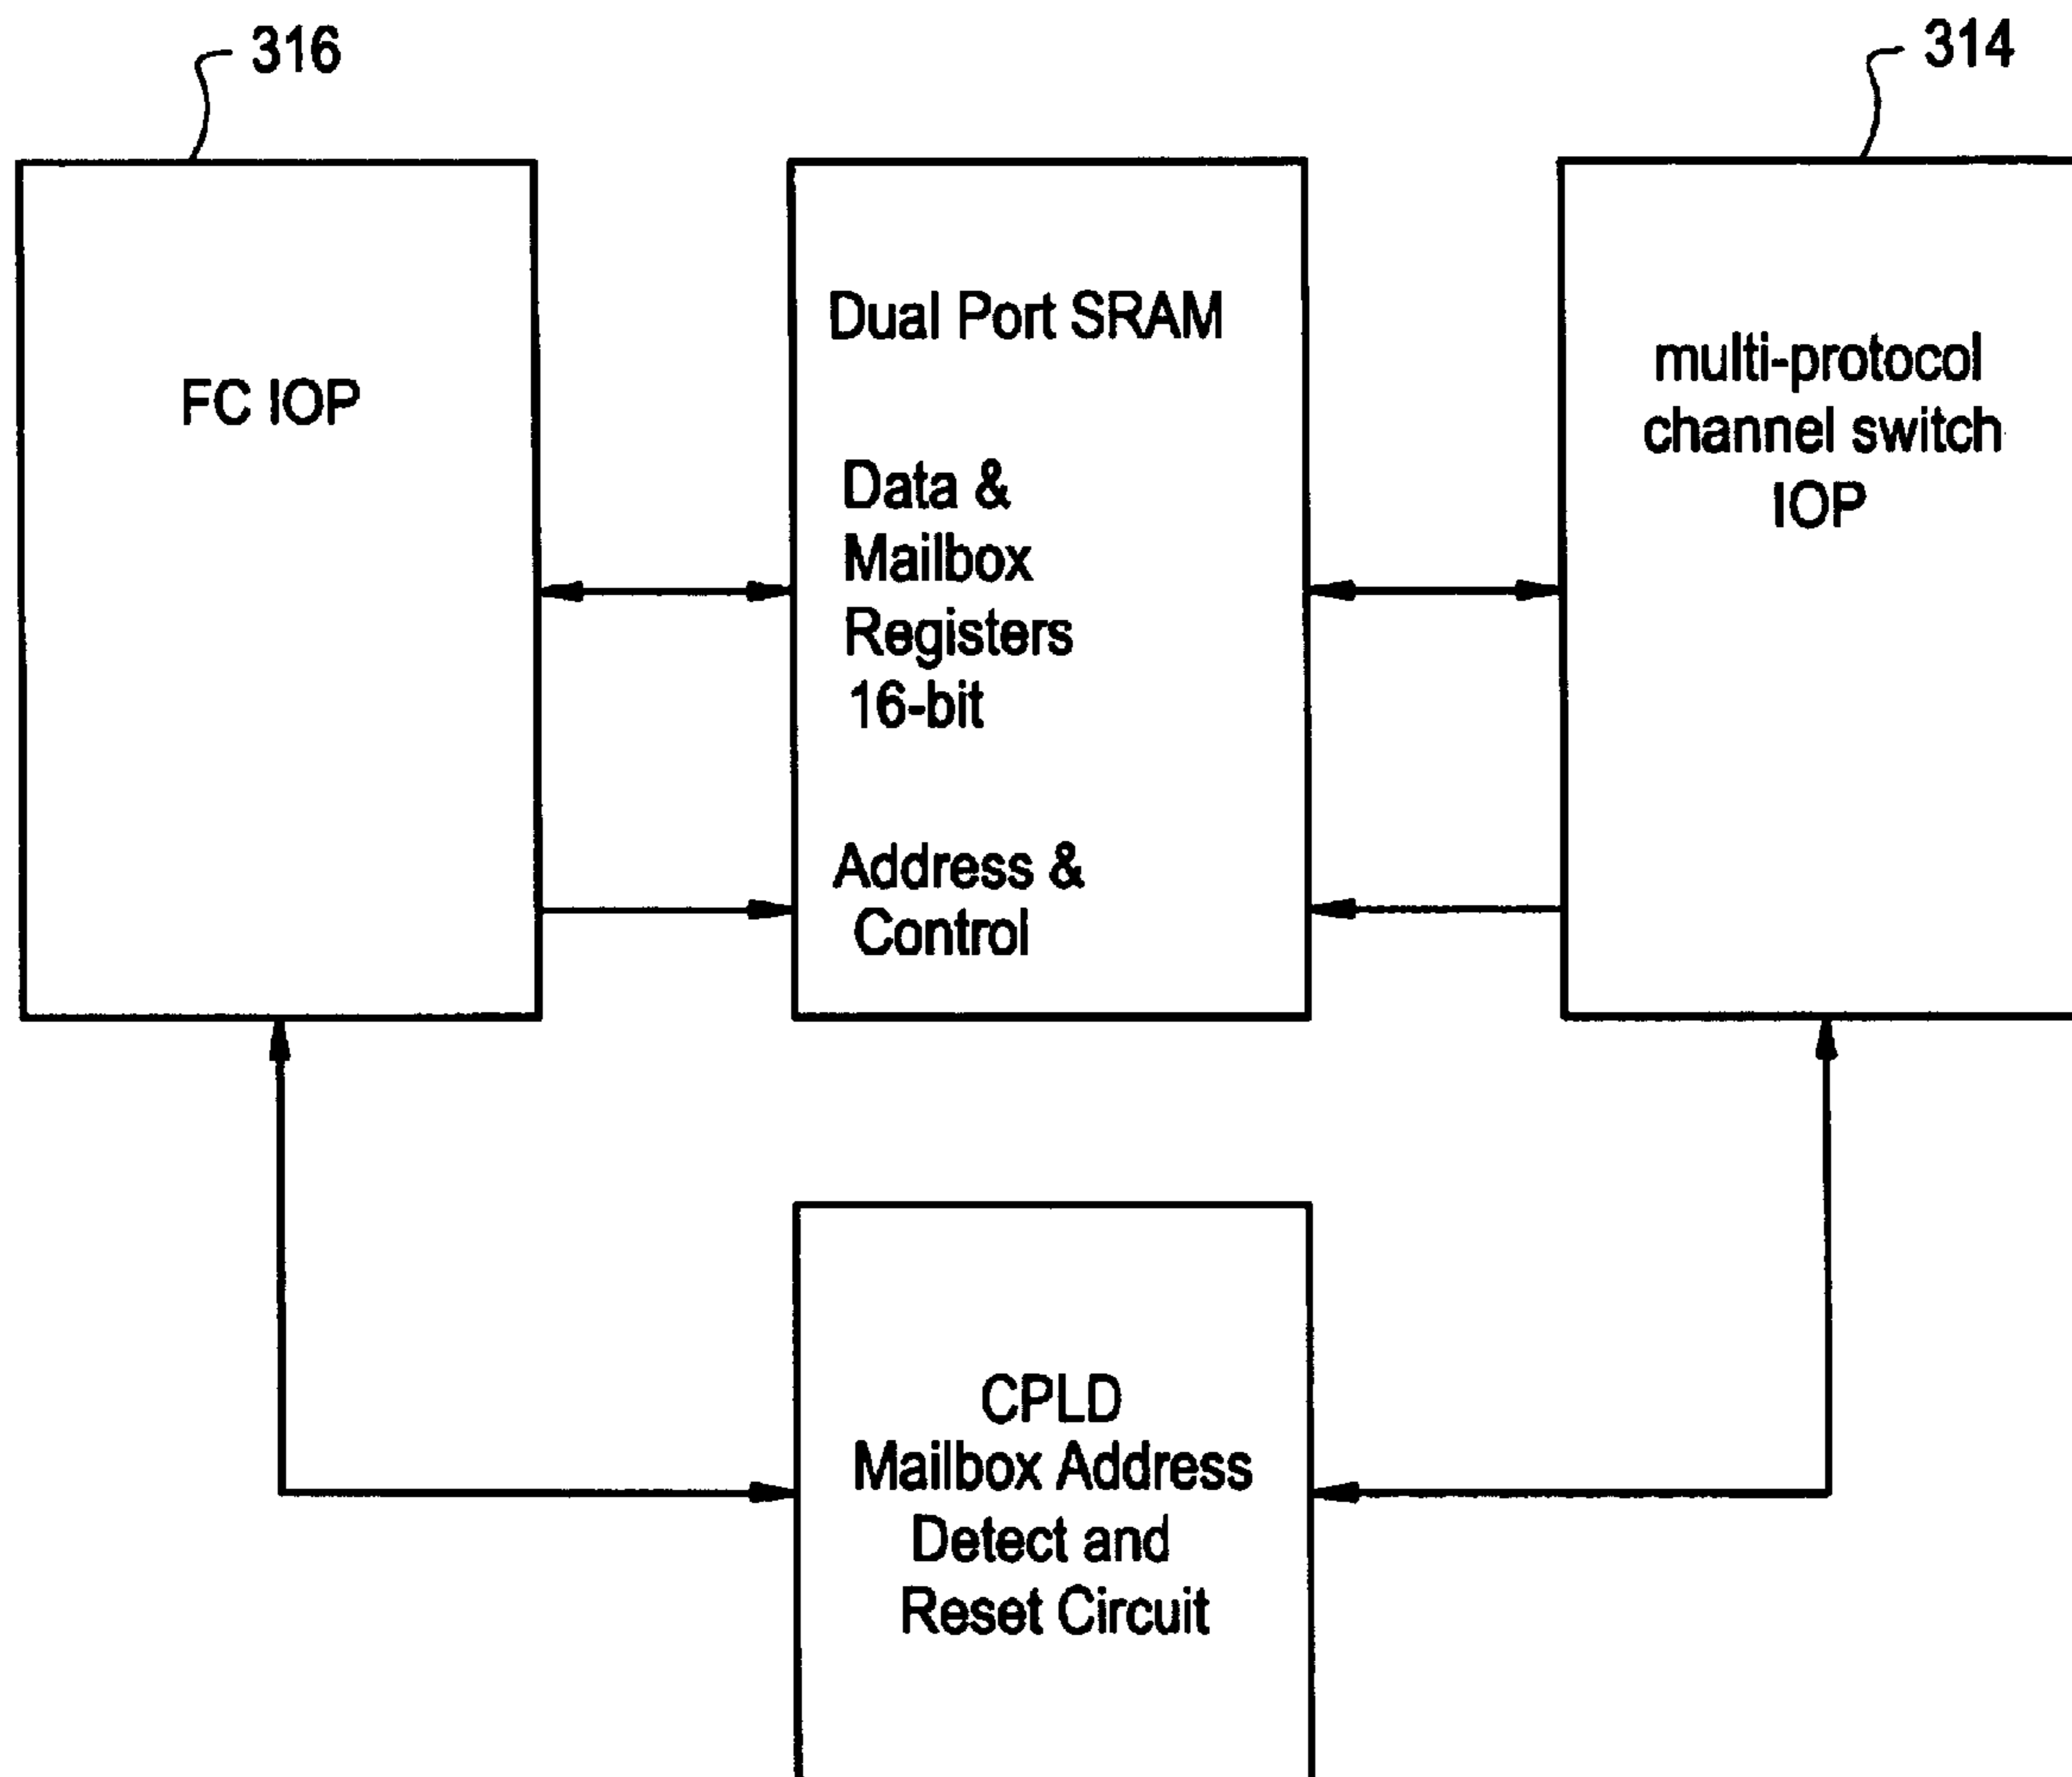 316
314
FC IOP
Dual Port SRAM
Data &
Mailbox
Registers
16-bit
Address &
Control
multi-protocol
channel switch
IOP
CPLD
Mailbox Address
Detect and
Reset Circuit